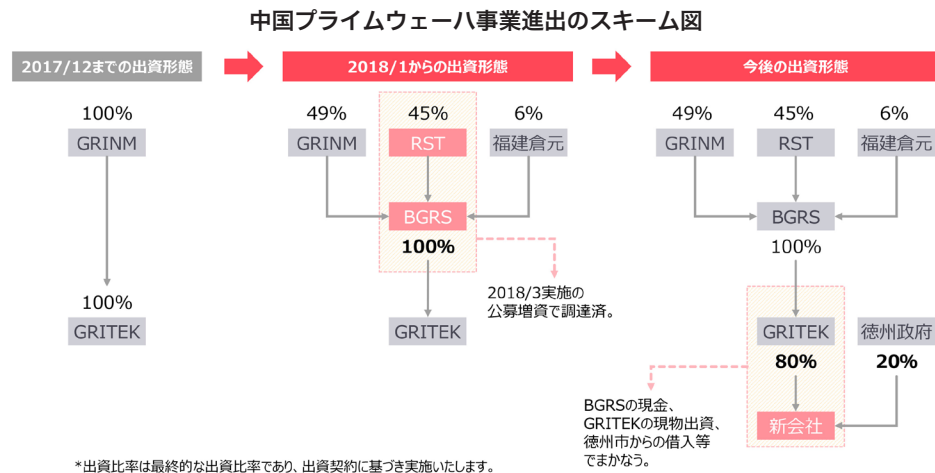 中国プライムウェーハ事業進出のスキーム図
2017/12までの出資形態
100%
GRINM
100%
GRITEK
2018/1からの出資形態
49%
45%
6%
GRINM
RST
福建倉元
BGRS
100%
2018/3実施の
公募増資で調達済。
GRITEK
今後の出資形態
49%
45%
6%
GRINM
RST
福建倉元
BGRS
100%
GRITEK
徳州政府
80%
20%
BGRSの現金、
GRITEKの現物出資、
徳州市からの借入等
でまかなう。
新会社
*出資比率は最終的な出資比率であり、出資契約に基づき実施いたします。